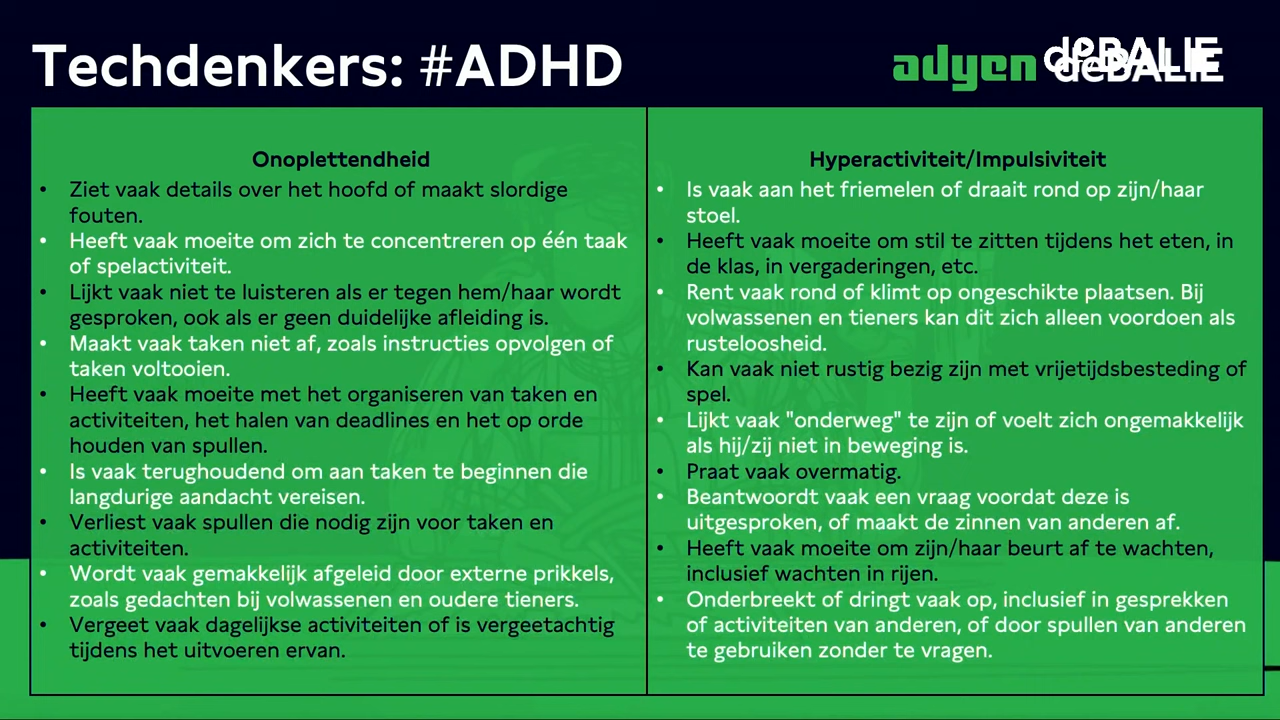 Techdenkers: #ADHD
adyen
deBALIE
deBALIE
Onoplettendheid
• Ziet vaak details over het hoofd of maakt slordige
fouten.
• Heeft vaak moeite om zich te concentreren op één taak
of spelactiviteit.
• Lijkt vaak niet te luisteren als er tegen hem/haar wordt
gesproken, ook als er geen duidelijke afleiding is.
• Maakt vaak taken niet af, zoals instructies opvolgen of
taken voltooien.
• Heeft vaak moeite met het organiseren van taken en
activiteiten, het halen van deadlines en het op orde
houden van spullen.
• Is vaak terughoudend om aan taken te beginnen die
langdurige aandacht vereisen.
• Verliest vaak spullen die nodig zijn voor taken en
activiteiten.
• Wordt vaak gemakkelijk afgeleid door externe prikkels,
zoals gedachten bij volwassenen en oudere tieners.
• Vergeet vaak dagelijkse activiteiten of is vergeetachtig
tijdens het uitvoeren ervan.
Hyperactiviteit/Impulsiviteit
• Is vaak aan het friemelen of draait rond op zijn/haar
stoel.
• Heeft vaak moeite om stil te zitten tijdens het eten, in
de klas, in vergaderingen, etc.
• Rent vaak rond of klimt op ongeschikte plaatsen. Bij
volwassenen en tieners kan dit zich alleen voordoen als
rusteloosheid.
• Kan vaak niet rustig bezig zijn met vrijetijdsbesteding of
spel.
• Lijkt vaak "onderweg" te zijn of voelt zich ongemakkelijk
als hij/zij niet in beweging is.
• Praat vaak overmatig.
• Beantwoordt vaak een vraag voordat deze is
uitgesproken, of maakt de zinnen van anderen af.
• Heeft vaak moeite om zijn/haar beurt af te wachten,
inclusief wachten in rijen.
• Onderbreekt of dringt vaak op, inclusief in gesprekken
of activiteiten van anderen, of door spullen van anderen
te gebruiken zonder te vragen.